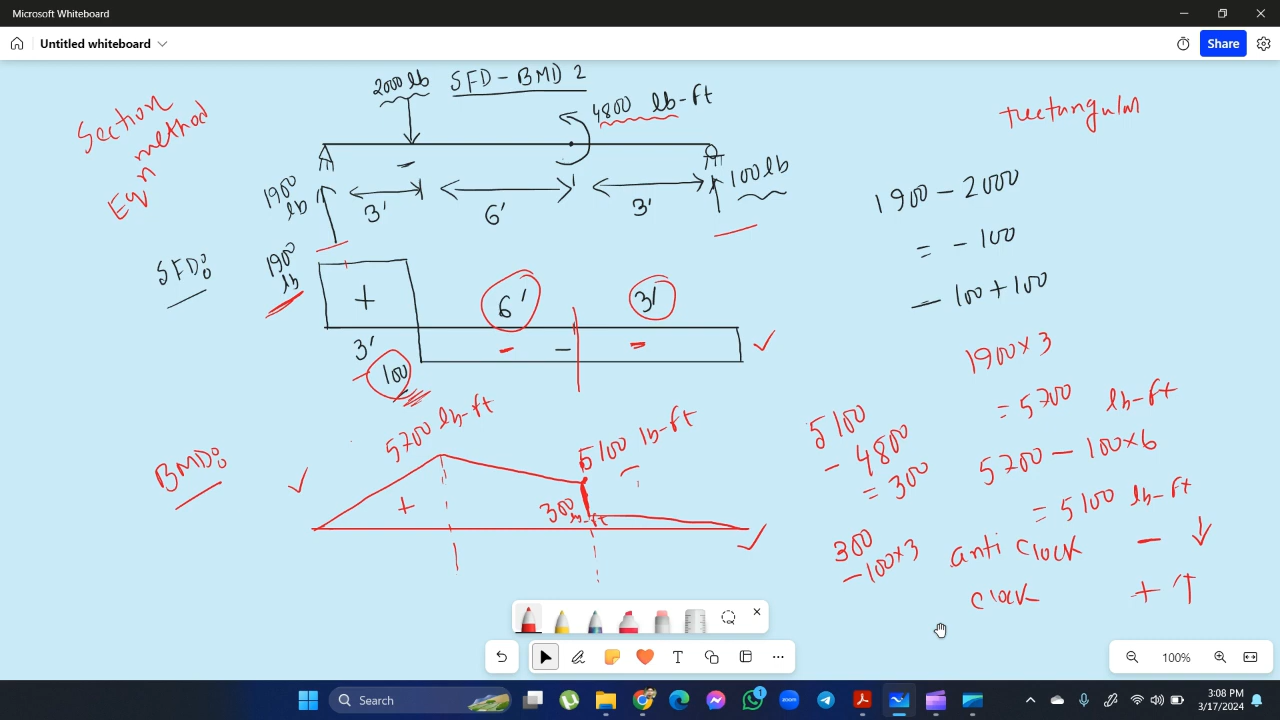 Microsoft Whiteboard
Untitled whiteboard
Share
SFD-BMD 2
2000 lb
4800 lb-ft
Section
method
Eqn
rectangular
1900
lb
100 lb
3'
6'
3'
1900 - 2000
= - 100
- 100 + 100
SFD:
1900
lb
+
6'
3'
- - -
3'
- 100
1900 × 3
= 5700 lb-ft
5700 - 100×6
= 5100 lb-ft
BMD:
5700 lb-ft
5100 lb-ft
+
300
lb-ft
5100
- 4800
= 300
300
- 100×3
anti clock - ↓
clock + ↑
100%
Search
zoom
1
3:08 PM
3/17/2024